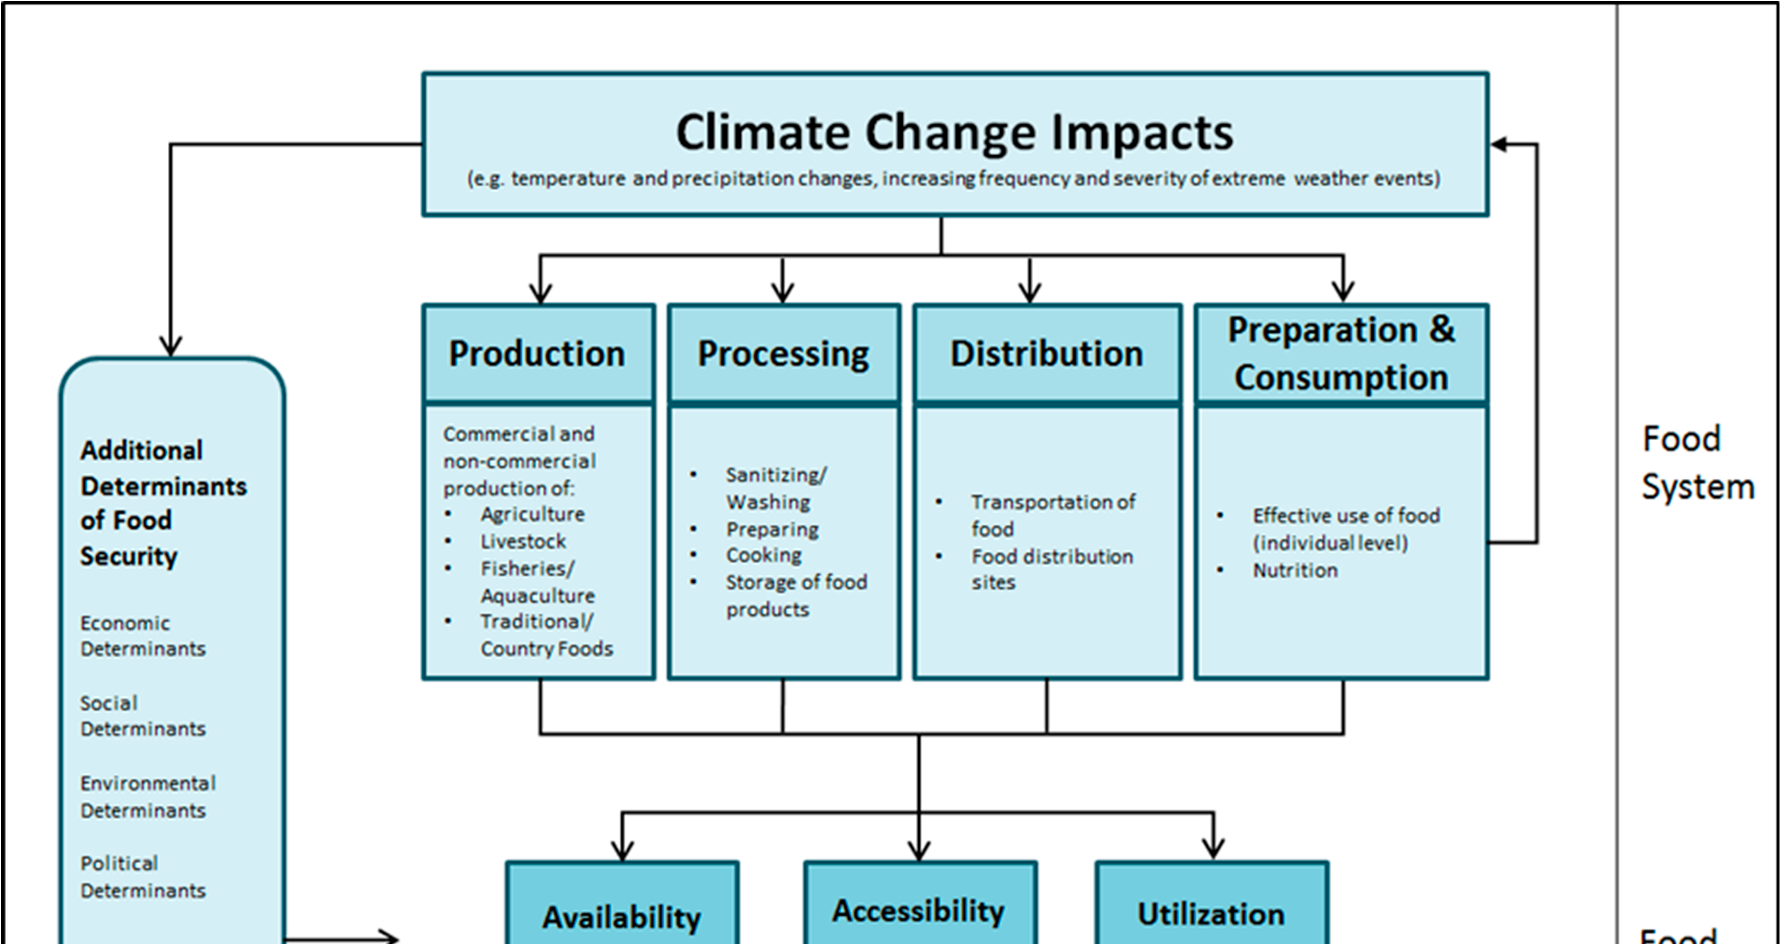 Climate Change Impacts
(e.g. temperature and precipitation changes, increasing frequency and severity of extreme weather events)
Production
Commercial and
non-commercial
production of:
• Agriculture
• Livestock
• Fisheries/
Aquaculture
• Traditional/
Country Foods
Processing
• Sanitizing/
Washing
• Preparing
• Cooking
• Storage of food
products
Distribution
• Transportation of
food
• Food distribution
sites
Preparation &
Consumption
• Effective use of food
(individual level)
• Nutrition
Food
System
Additional
Determinants
of Food
Security
Economic
Determinants
Social
Determinants
Environmental
Determinants
Political
Determinants
Availability
Accessibility
Utilization
Food